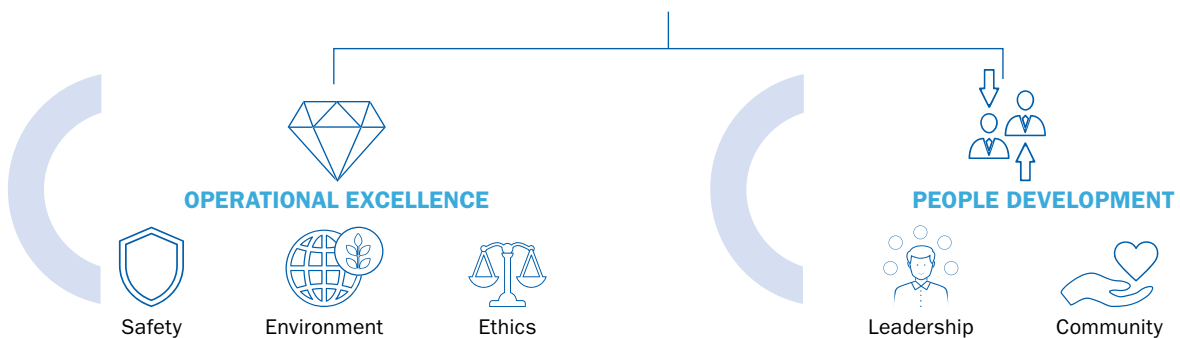 OPERATIONAL EXCELLENCE
PEOPLE DEVELOPMENT
Safety
Environment
Ethics
Leadership
Community